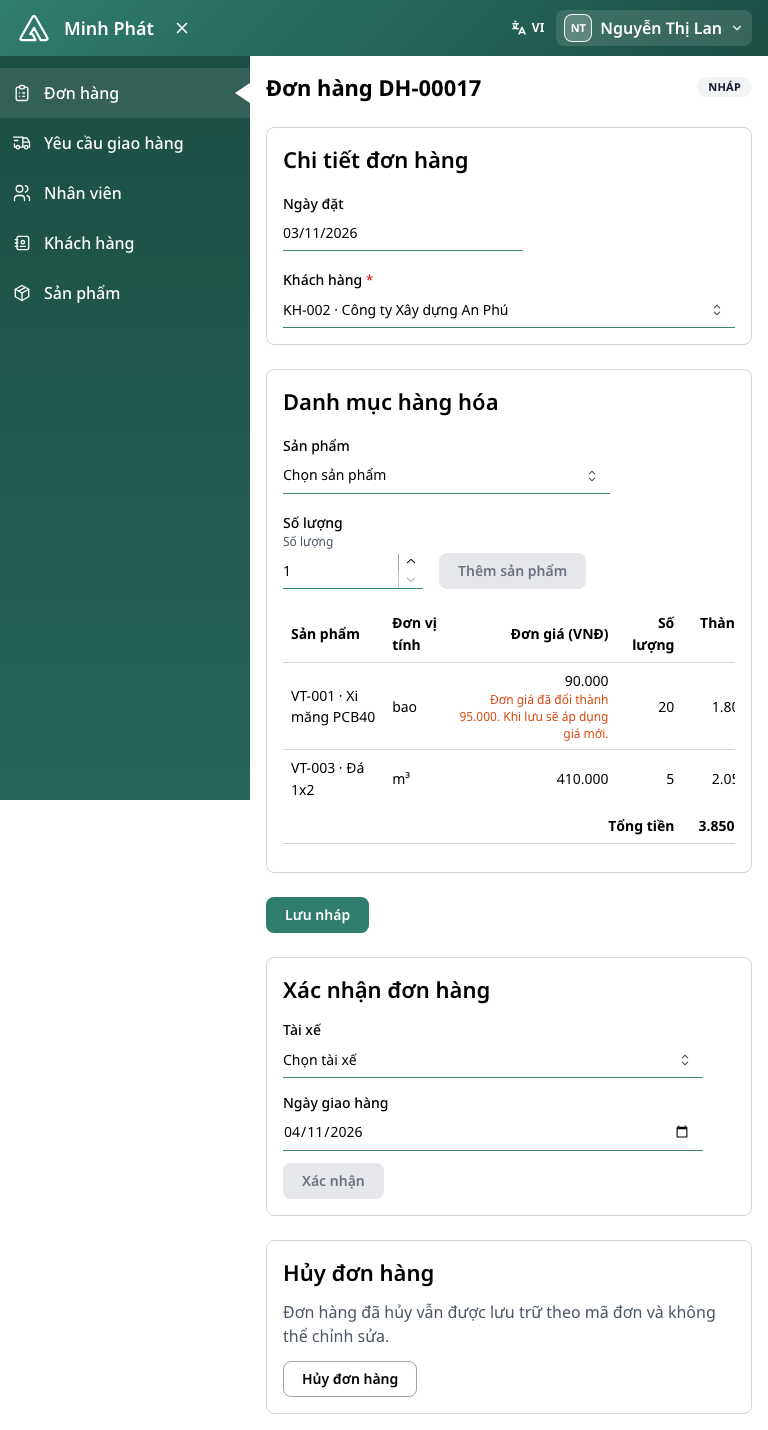 Minh Phát
VI
NT
Nguyễn Thị Lan
Đơn hàng
Yêu cầu giao hàng
Nhân viên
Khách hàng
Sản phẩm
Đơn hàng DH-00017
NHÁP
Chi tiết đơn hàng
Ngày đặt
03/11/2026
Khách hàng *
KH-002 · Công ty Xây dựng An Phú
Danh mục hàng hóa
Sản phẩm
Chọn sản phẩm
Số lượng
Số lượng
1
Thêm sản phẩm
Sản phẩm
Đơn vị
tính
Đơn giá (VNĐ)
Số
lượng
Thàn
VT-001 · Xi
măng PCB40
bao
90.000
Đơn giá đã đổi thành
95.000. Khi lưu sẽ áp dụng
giá mới.
20
1.80
VT-003 · Đá
1x2
m³
410.000
5
2.05
Tổng tiền
3.850
Lưu nháp
Xác nhận đơn hàng
Tài xế
Chọn tài xế
Ngày giao hàng
04/11/2026
Xác nhận
Hủy đơn hàng
Đơn hàng đã hủy vẫn được lưu trữ theo mã đơn và không
thể chỉnh sửa.
Hủy đơn hàng